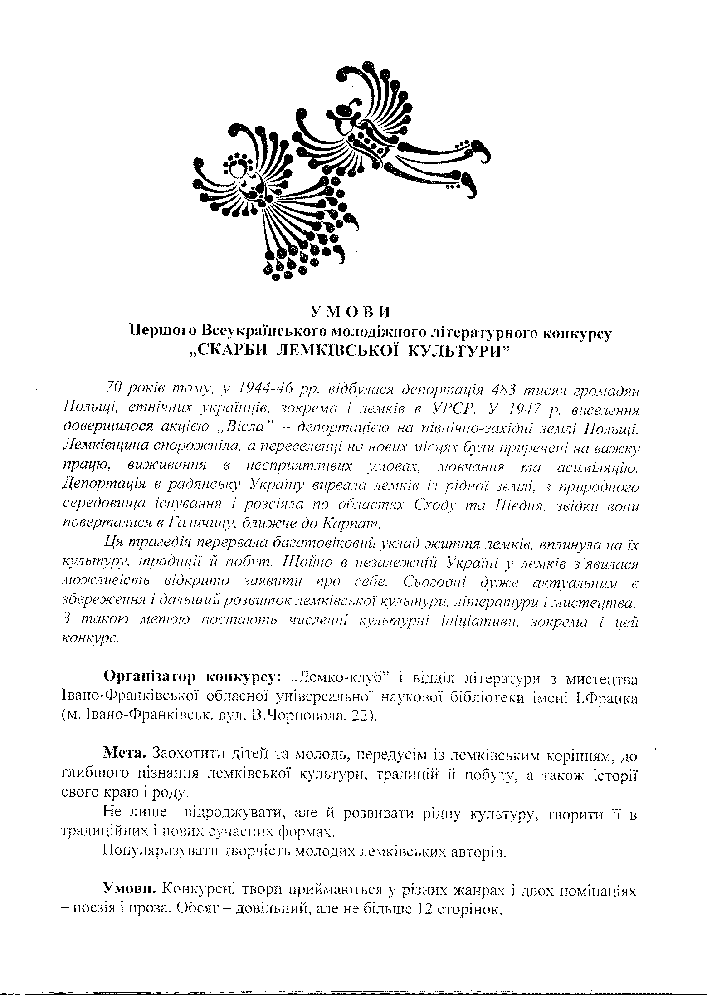 У М О В И
Першого Всеукраїнського молодіжного літературного конкурсу
„СКАРБИ ЛЕМКІВСЬКОЇ КУЛЬТУРИ”
70 років тому, у 1944-46 рр. відбулася депортація 483 тисяч громадян
Польщі, етнічних українців, зокрема і лемків в УРСР. У 1947 р. виселення
довершилося акцією „Вісла” – депортацією на північно-західні землі Польщі.
Лемківщина спорожніла, а переселенці на нових місцях були приречені на важку
працю, виживання в несприятливих умовах, мовчання та асиміляцію.
Депортація в радянську Україну вирвала лемків із рідної землі, з природного
середовища існування і розсіяла по областях Сходу та Півдня, звідки вони
поверталися в Галичину, ближче до Карпат.
Ця трагедія перервала багатовіковий уклад життя лемків, вплинула на їх
культуру, традиції й побут. Щойно в незалежній Україні у лемків з’явилася
можливість відкрито заявити про себе. Сьогодні дуже актуальним є
збереження і дальший розвиток лемківської культури, літератури і мистецтва.
З такою метою постають численні культурні ініціативи, зокрема і цей
конкурс.
Організатор конкурсу: „Лемко-клуб” і відділ літератури з мистецтва
Івано-Франківської обласної універсальної наукової бібліотеки імені І.Франка
(м. Івано-Франківськ, вул. В.Чорновола, 22).
Мета. Заохотити дітей та молодь, передусім із лемківським корінням, до
глибшого пізнання лемківської культури, традицій й побуту, а також історії
свого краю і роду.
Не лише відроджувати, але й розвивати рідну культуру, творити її в
традиційних і нових сучасних формах.
Популяризувати творчість молодих лемківських авторів.
Умови. Конкурсні твори приймаються у різних жанрах і двох номінаціях
– поезія і проза. Обсяг – довільний, але не більше 12 сторінок.